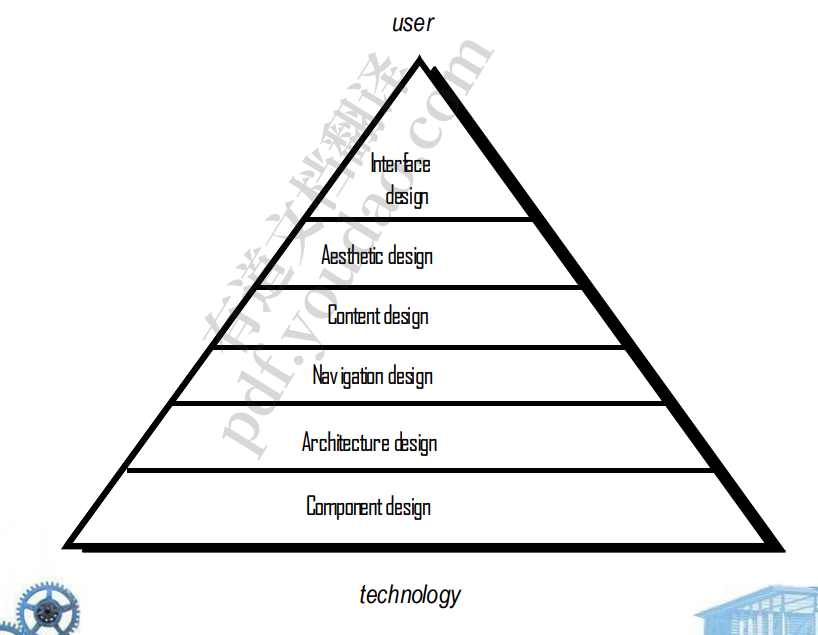 user
Interface
design
Aesthetic design
Content design
Navigation design
Architecture design
Component design
technology
有道文档翻译
pdf.youdao.com